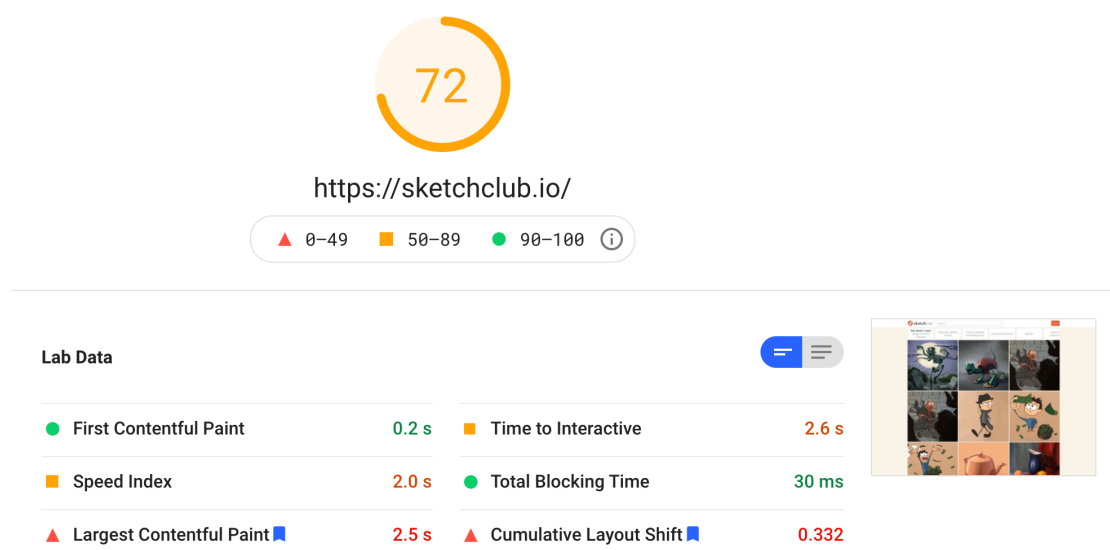 72
https://sketchclub.io/
0–49 50–89 90–100
Lab Data
First Contentful Paint 0.2 s
Time to Interactive 2.6 s
Speed Index 2.0 s
Total Blocking Time 30 ms
Largest Contentful Paint 2.5 s
Cumulative Layout Shift 0.332